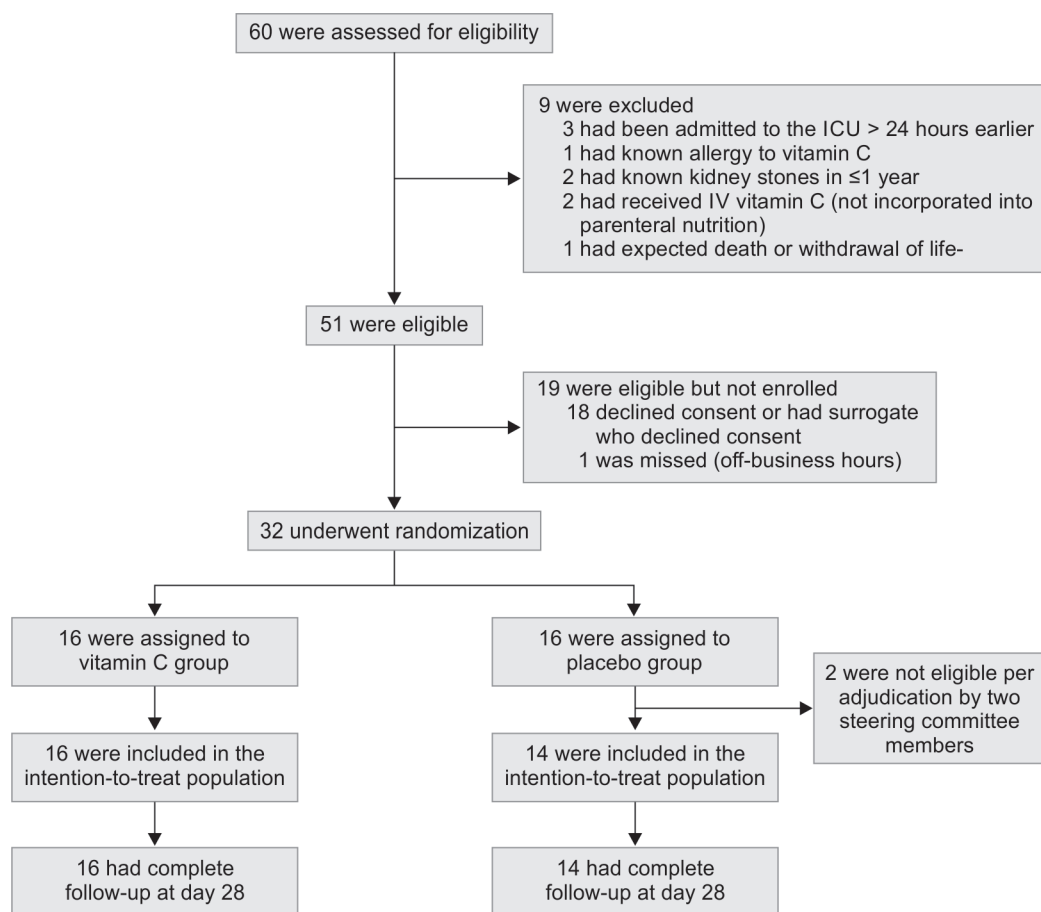 60 were assessed for eligibility
9 were excluded
3 had been admitted to the ICU > 24 hours earlier
1 had known allergy to vitamin C
2 had known kidney stones in ≤1 year
2 had received IV vitamin C (not incorporated into
parenteral nutrition)
1 had expected death or withdrawal of life-
51 were eligible
19 were eligible but not enrolled
18 declined consent or had surrogate
who declined consent
1 was missed (off-business hours)
32 underwent randomization
16 were assigned to
vitamin C group
16 were assigned to
placebo group
2 were not eligible per
adjudication by two
steering committee
members
16 were included in the
intention-to-treat population
14 were included in the
intention-to-treat population
16 had complete
follow-up at day 28
14 had complete
follow-up at day 28